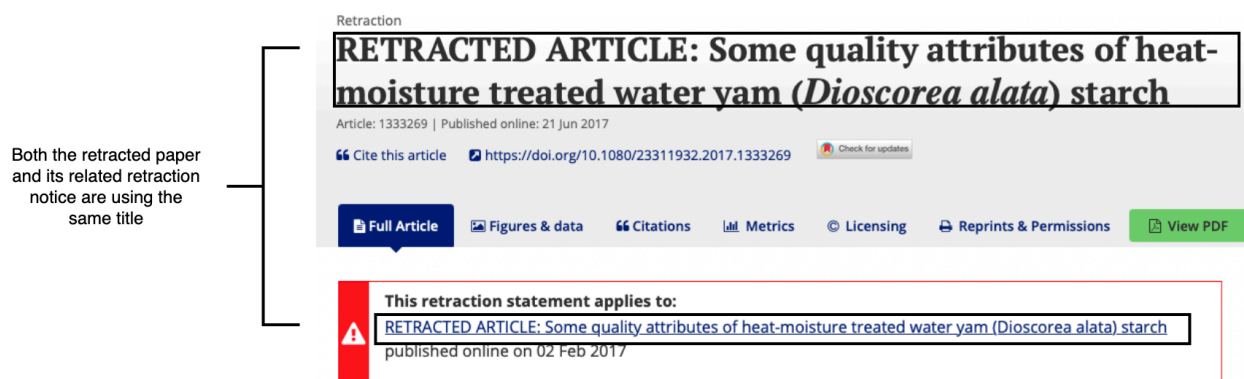 Retraction
RETRACTED ARTICLE: Some quality attributes of heat-
moisture treated water yam (Dioscorea alata) starch
Article: 1333269 | Published online: 21 Jun 2017
Cite this article https://doi.org/10.1080/23311932.2017.1333269 Check for updates
Both the retracted paper
and its related retraction
notice are using the
same title
Full Article Figures & data Citations Metrics © Licensing Reprints & Permissions View PDF
This retraction statement applies to:
RETRACTED ARTICLE: Some quality attributes of heat-moisture treated water yam (Dioscorea alata) starch
published online on 02 Feb 2017